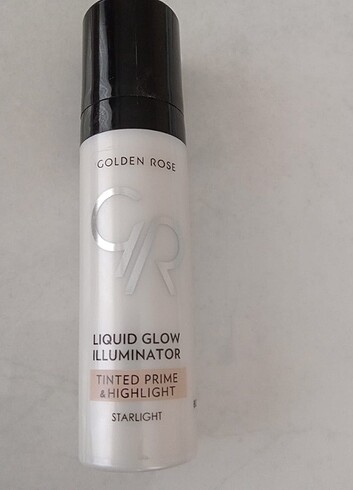 GOLDEN ROSE
GR
LIQUID GLOW
ILLUMINATOR
TINTED PRIME
&HIGHLIGHT
STARLIGHT